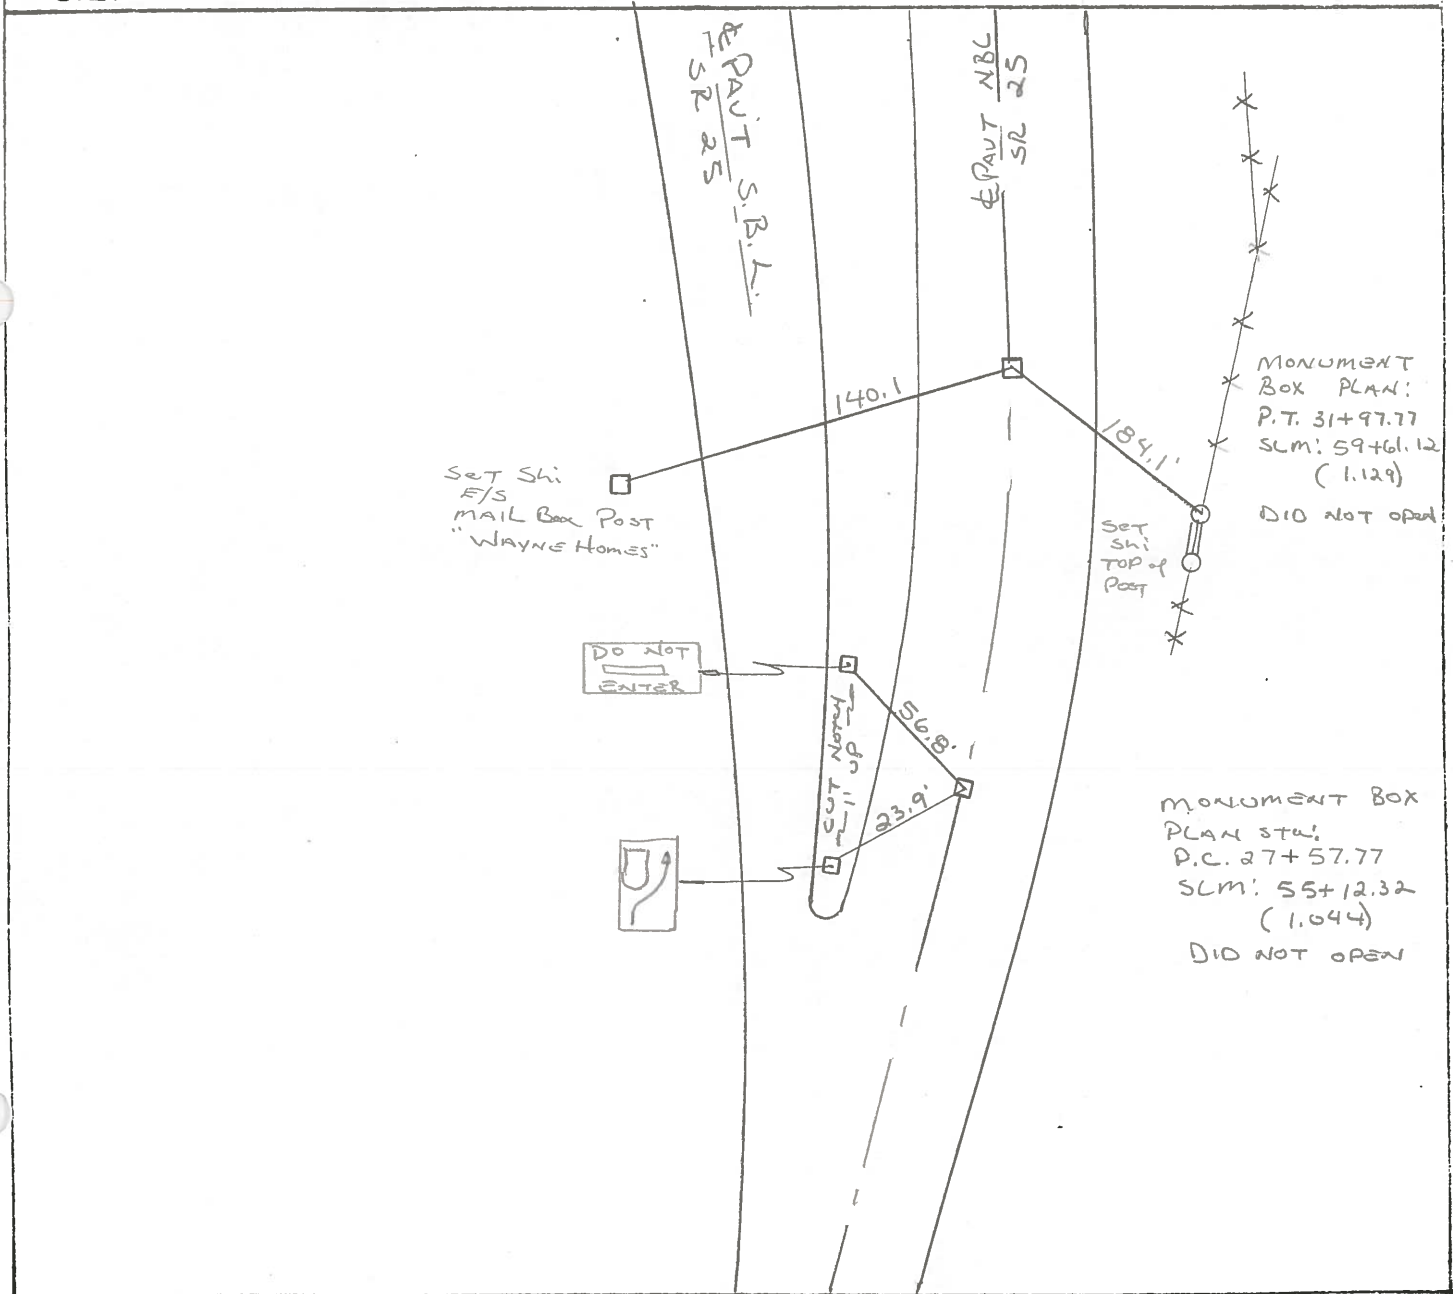 ℄ PAVT S.B.L.
SR 25
℄ PAVT NBL
SR 25
140.1
184.1'
MONUMENT
BOX PLAN:
P.T. 31+97.77
SLM: 59+61.12
(1.129)
DID NOT OPEN
SET Shi
E/S
MAIL Box POST
"WAYNE HOMES"
SET
Shi
TOP of
POST
DO NOT
ENTER
56.8'
23.9'
MONUMENT BOX
PLAN STA:
P.C. 27+57.77
SLM: 55+12.32
(1.044)
DID NOT OPEN